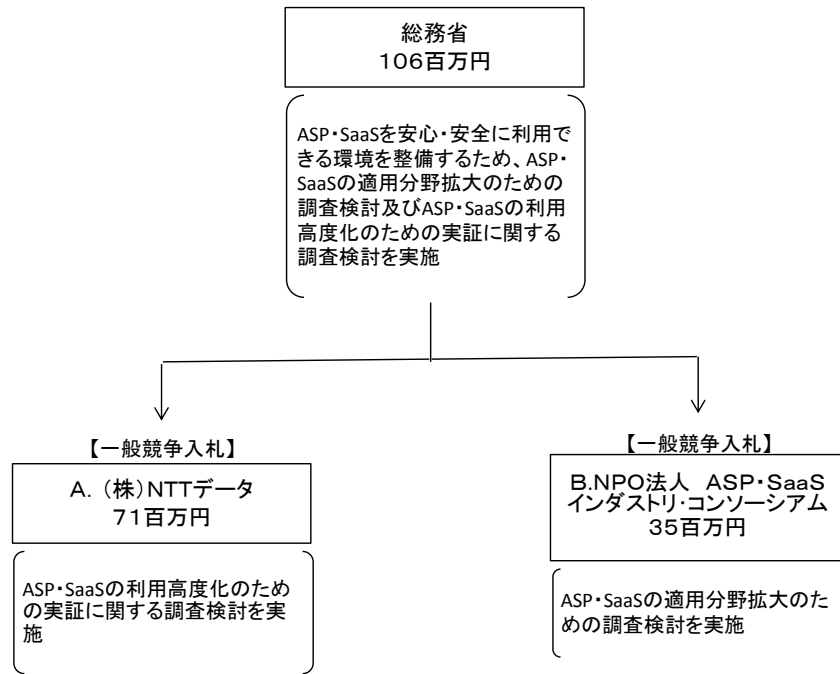 総務省
106百万円
ASP・SaaSを安心・安全に利用で
きる環境を整備するため、ASP・
SaaSの適用分野拡大のための
調査検討及びASP・SaaSの利用
高度化のための実証に関する
調査検討を実施
【一般競争入札】
A. (株)NTTデータ
71百万円
ASP・SaaSの利用高度化のため
の実証に関する調査検討を実
施
【一般競争入札】
B.NPO法人 ASP・SaaS
インダストリ・コンソーシアム
35百万円
ASP・SaaSの適用分野拡大のた
めの調査検討を実施